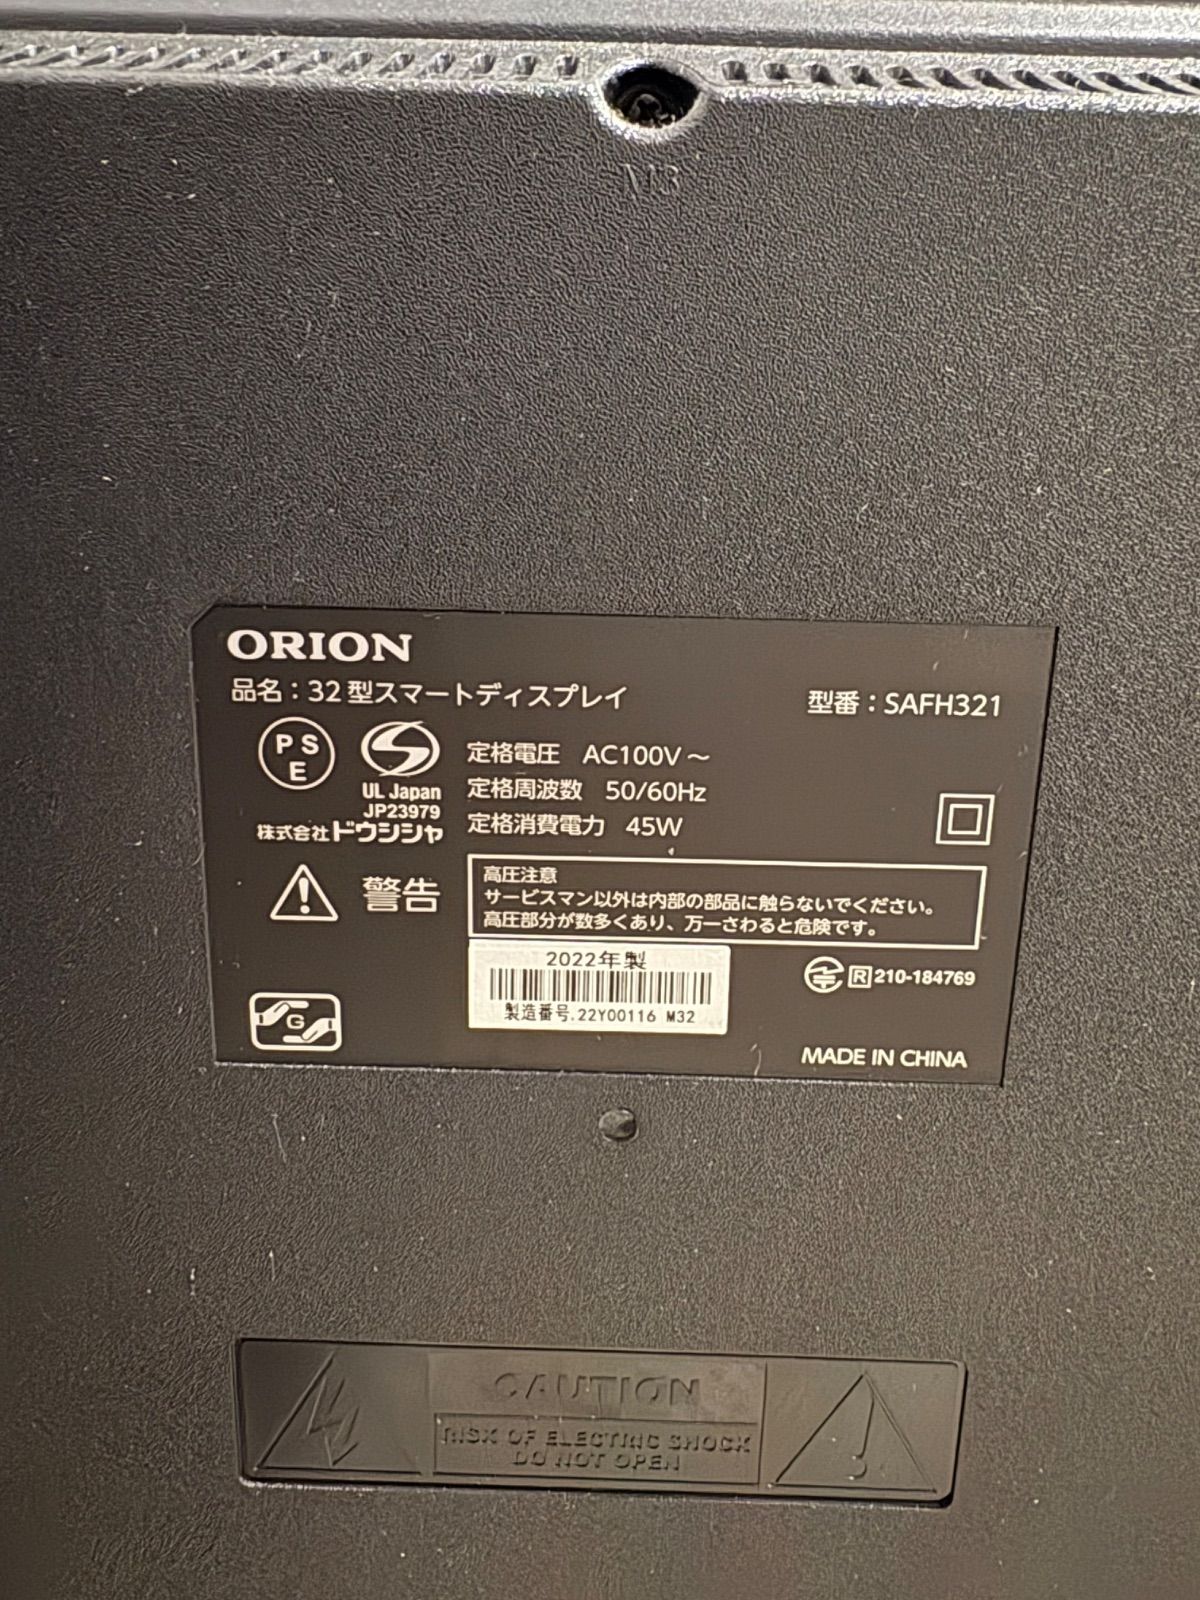 M3
ORION
品名：32型スマートディスプレイ
型番：SAFH321
PS
E
UL Japan
JP23979
株式会社ドウシシャ
定格電圧 AC100V～
定格周波数 50/60Hz
定格消費電力 45W
警告
高圧注意
サービスマン以外は内部の部品に触らないでください。
高圧部分が数多くあり、万一さわると危険です。
2022年製
製造番号.22Y00116 M32
R 210-184769
G
MADE IN CHINA
CAUTION
RISK OF ELECTRIC SHOCK
DO NOT OPEN